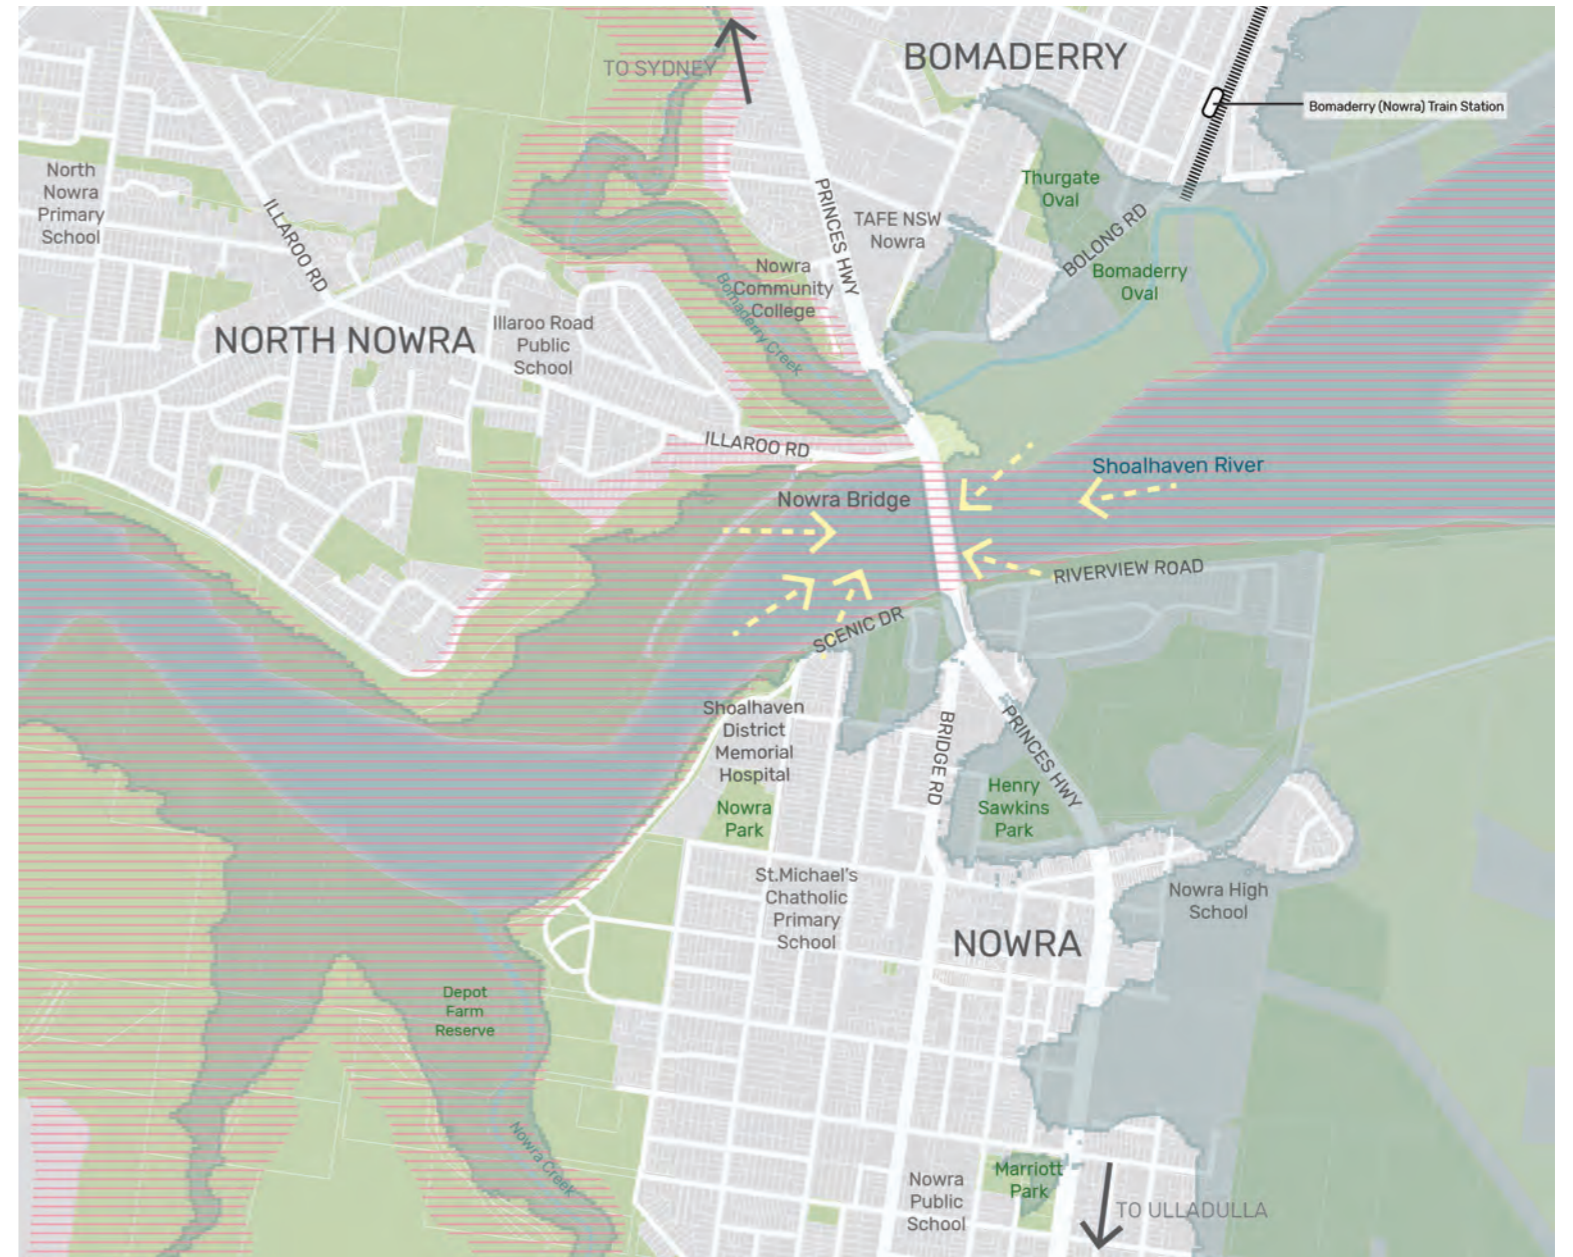 BOMADERRY
TO SYDNEY
Bomaderry (Nowra) Train Station
North
Nowra
Primary
School
ILLAROO RD
PRINCES HWY
TAFE NSW
Nowra
Thurgate
Oval
BOLONG RD
Bomaderry
Oval
Nowra
Community
College
Bomaderry Creek
NORTH NOWRA
Illaroo Road
Public
School
ILLAROO RD
Shoalhaven River
Nowra Bridge
RIVERVIEW ROAD
SCENIC DR
Shoalhaven
District
Memorial
Hospital
BRIDGE RD
PRINCES HWY
Nowra
Park
Henry
Sawkins
Park
St.Michael's
Chatholic
Primary
School
Nowra High
School
NOWRA
Depot
Farm
Reserve
Nowra Creek
Nowra
Public
School
Marriott
Park
TO ULLADULLA